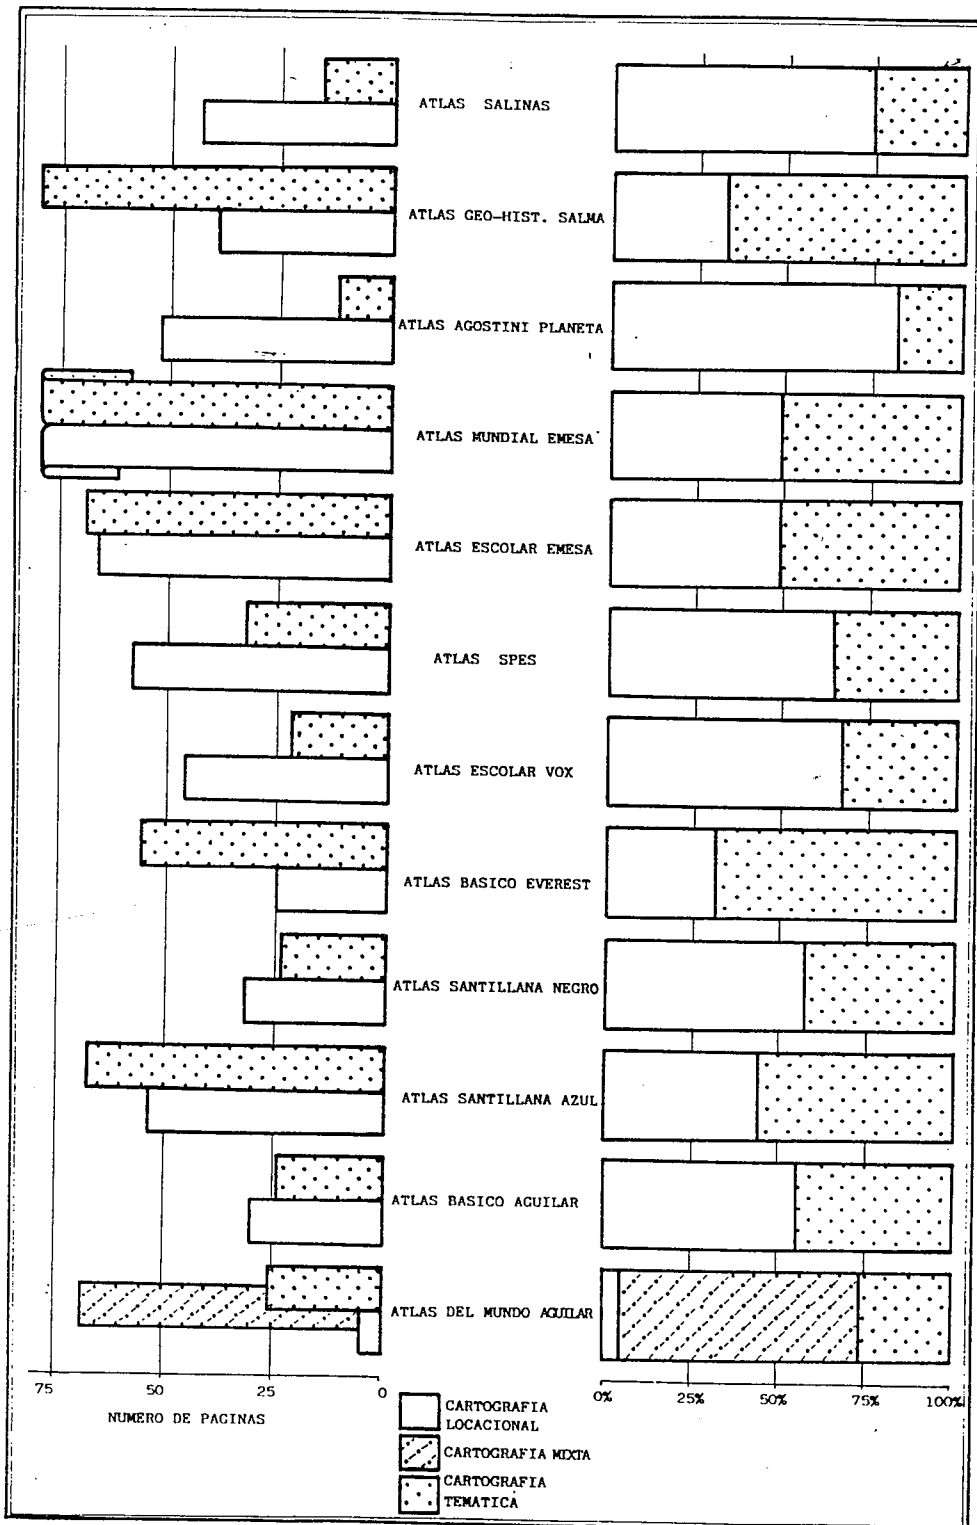 ATLAS SALINAS
ATLAS GEO-HIST. SALMA
ATLAS AGOSTINI PLANETA
ATLAS MUNDIAL EMESA
ATLAS ESCOLAR EMESA
ATLAS SPES
ATLAS ESCOLAR VOX
ATLAS BASICO EVEREST
ATLAS SANTILLANA NEGRO
ATLAS SANTILLANA AZUL
ATLAS BASICO AGUILAR
ATLAS DEL MUNDO AGUILAR
75 50 25 0
NUMERO DE PAGINAS
0% 25% 50% 75% 100%
CARTOGRAFIA
LOCACIONAL
CARTOGRAFIA MIXTA
CARTOGRAFIA
TEMATICA